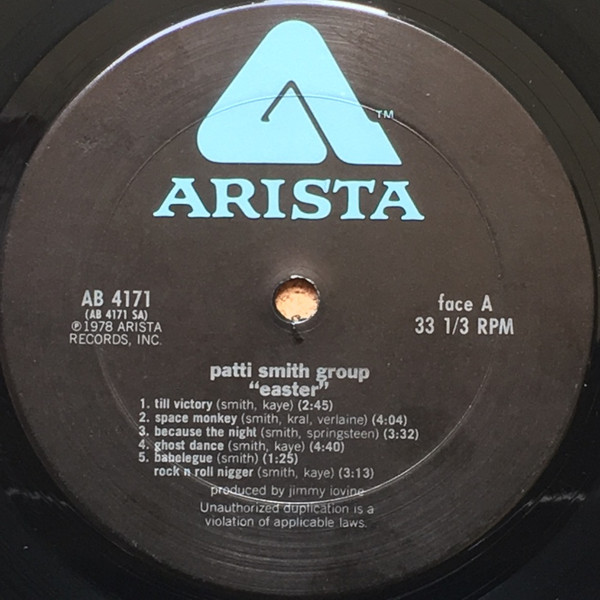 TM
ARISTA
AB 4171
(AB 4171 SA)
℗1978 ARISTA
RECORDS, INC.
face A
33 1/3 RPM
patti smith group
"easter"
1. till victory (smith, kaye) (2:45)
2. space monkey (smith, kral, verlaine) (4:04)
3. because the night (smith, springsteen) (3:32)
4. ghost dance (smith, kaye) (4:40)
5. babelogue (smith) (1:25)
rock n roll nigger (smith, kaye) (3:13)
produced by jimmy iovine
Unauthorized duplication is a
violation of applicable laws.